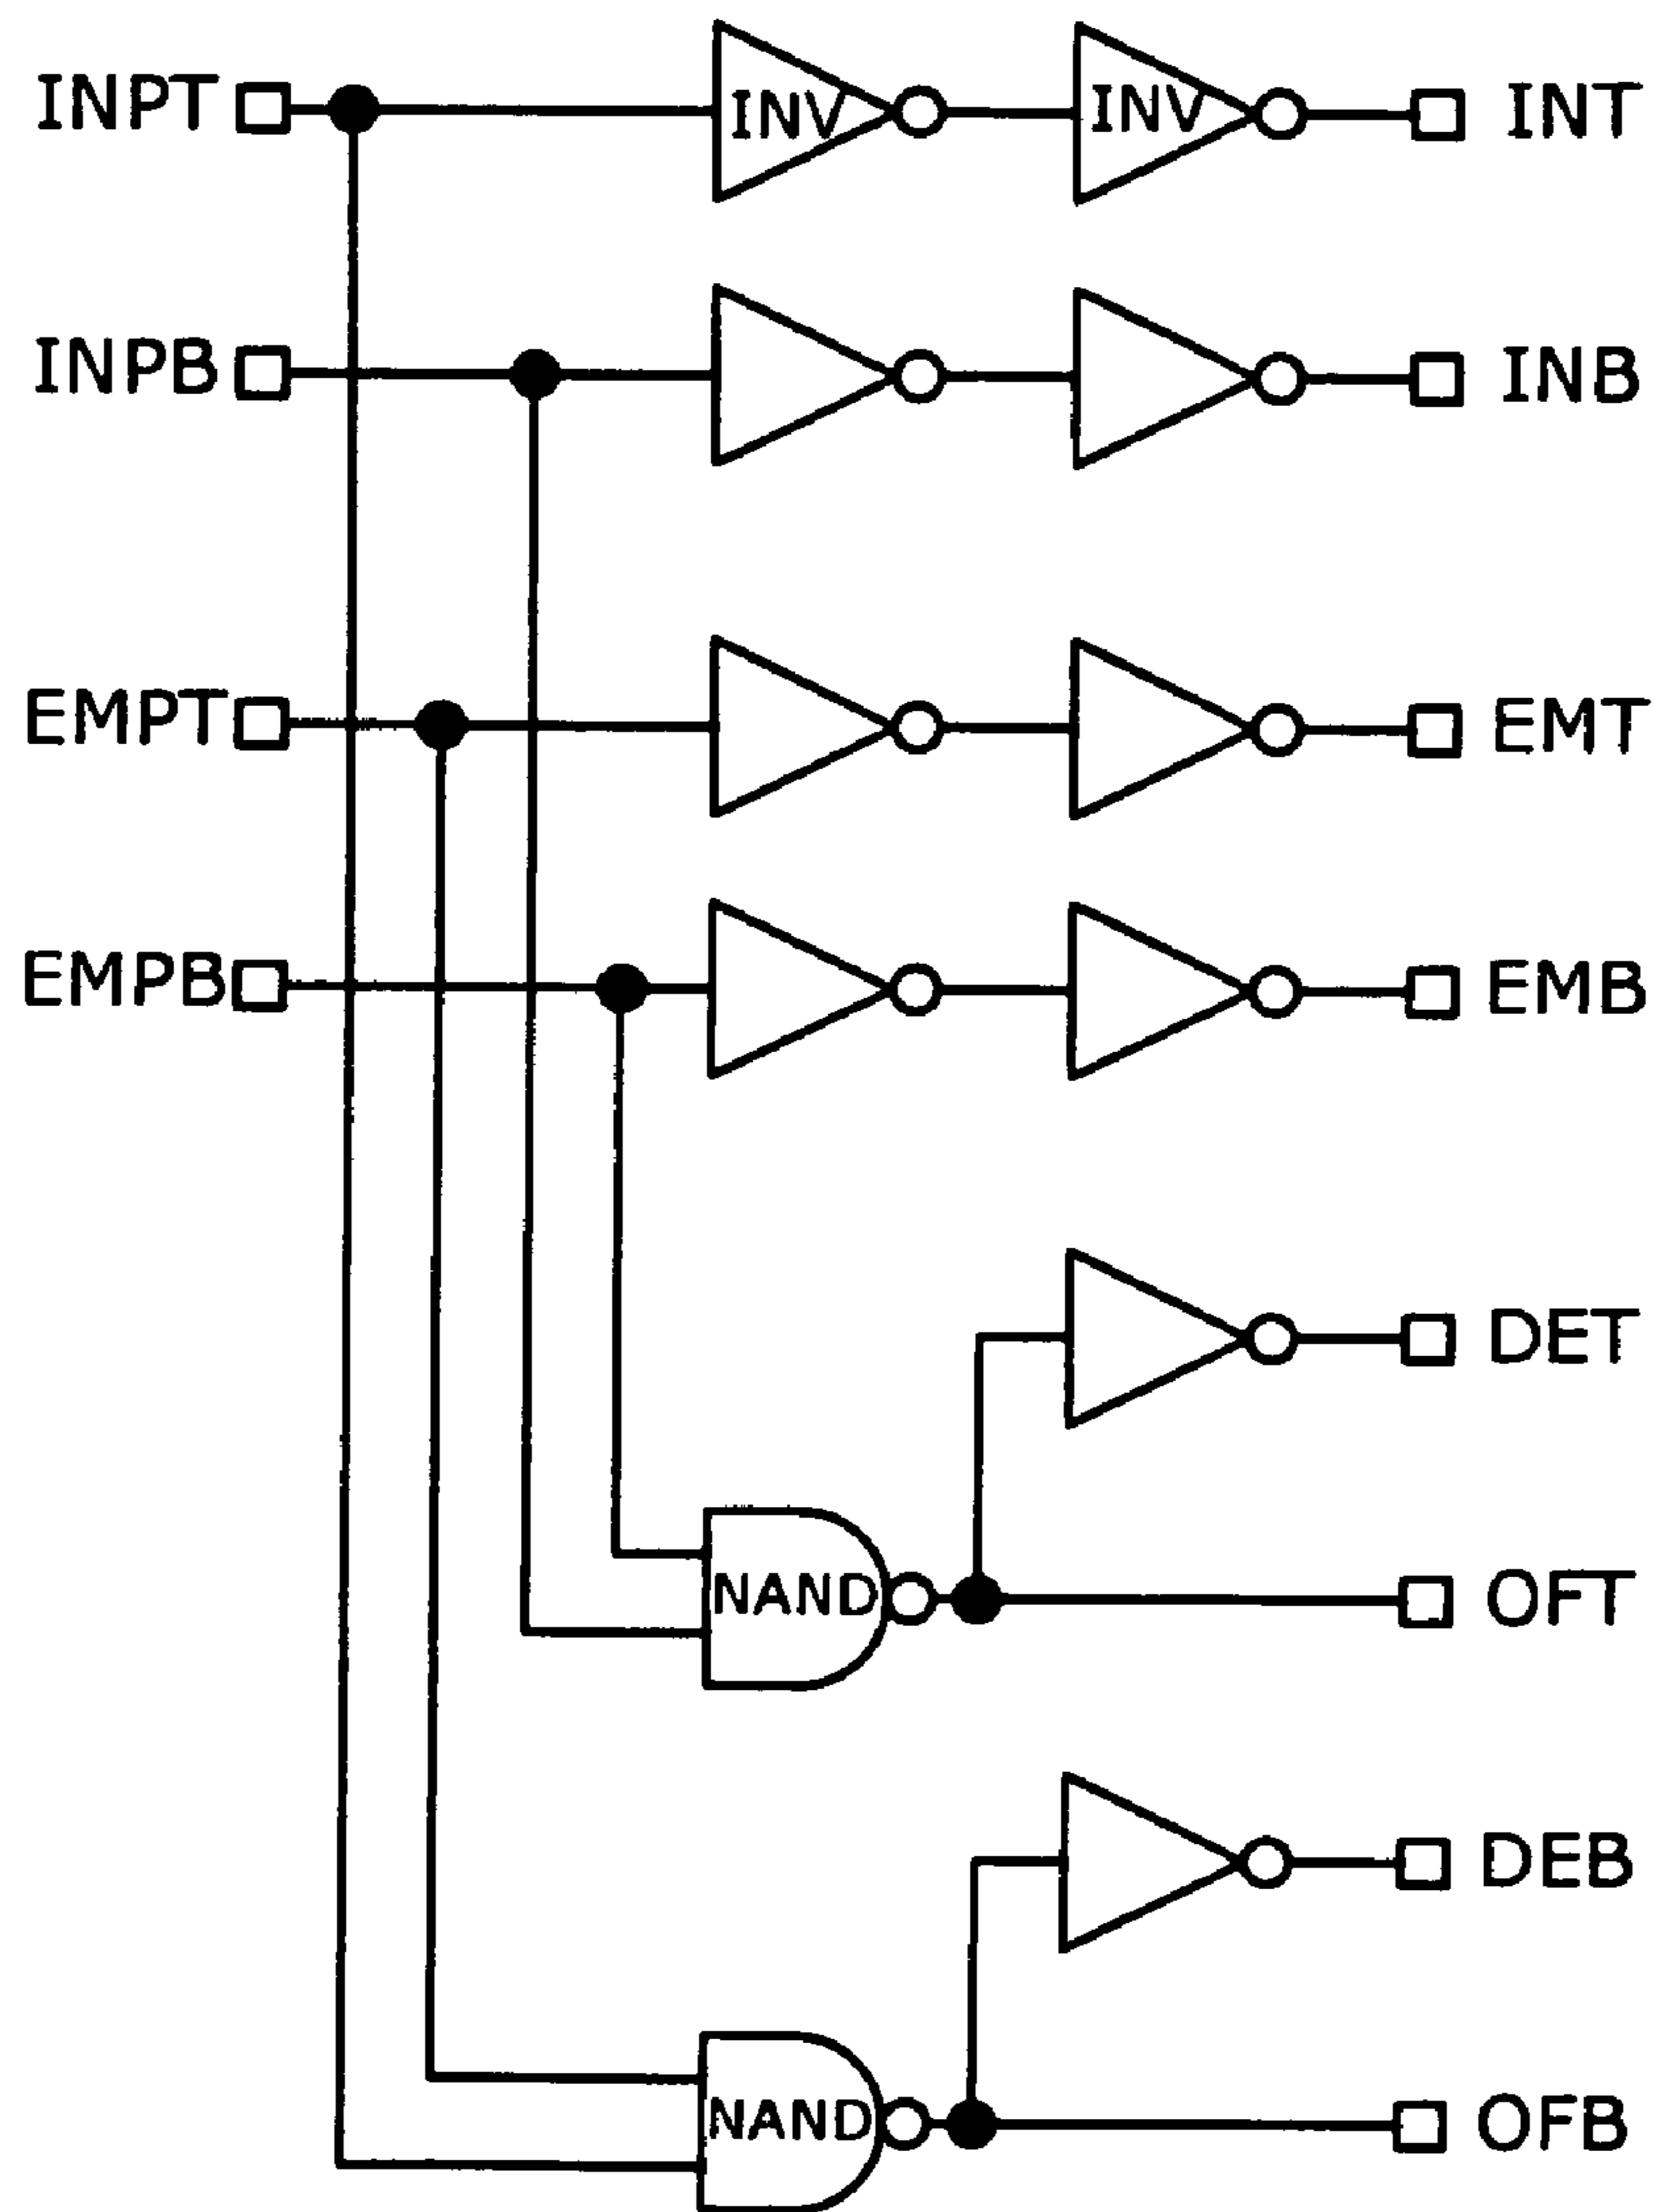 INPT INV INV INT
INPB INB
EMPT EMT
EMPB EMB
DET
NAND OFT
DEB
NAND OFB